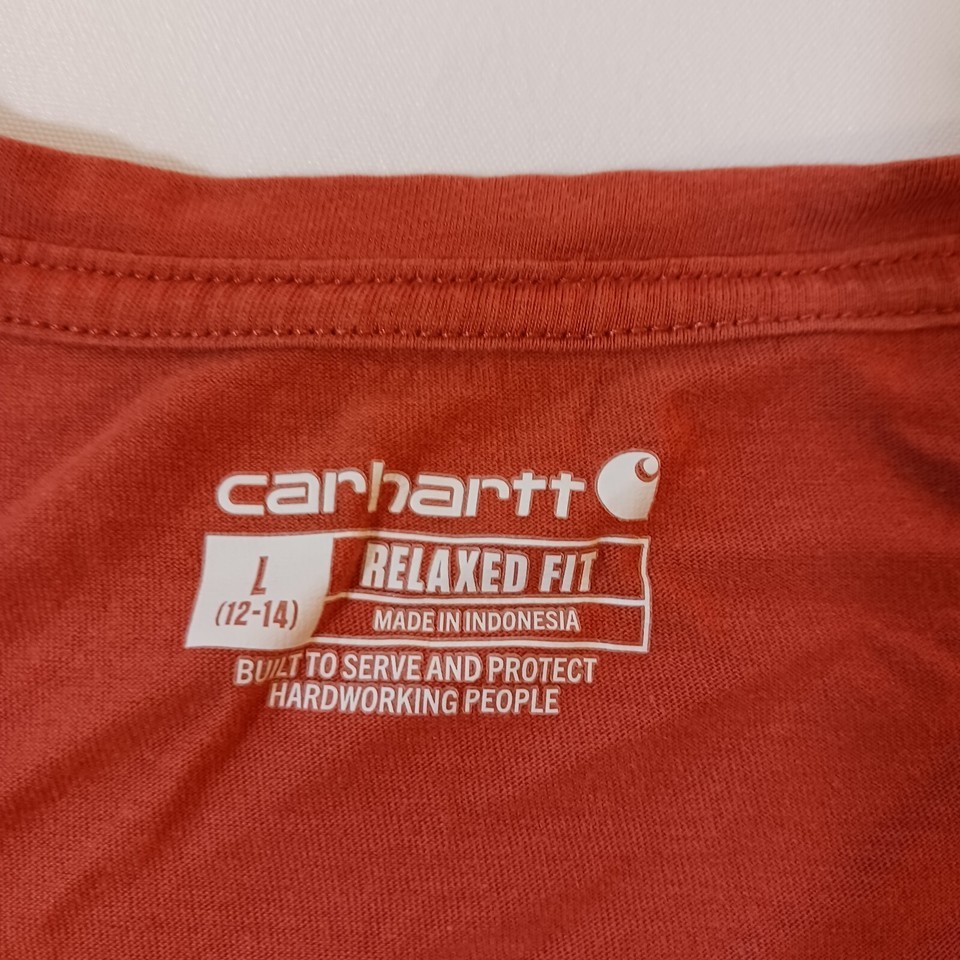 carhartt
L
(12-14)
RELAXED FIT
MADE IN INDONESIA
BUILT TO SERVE AND PROTECT
HARDWORKING PEOPLE